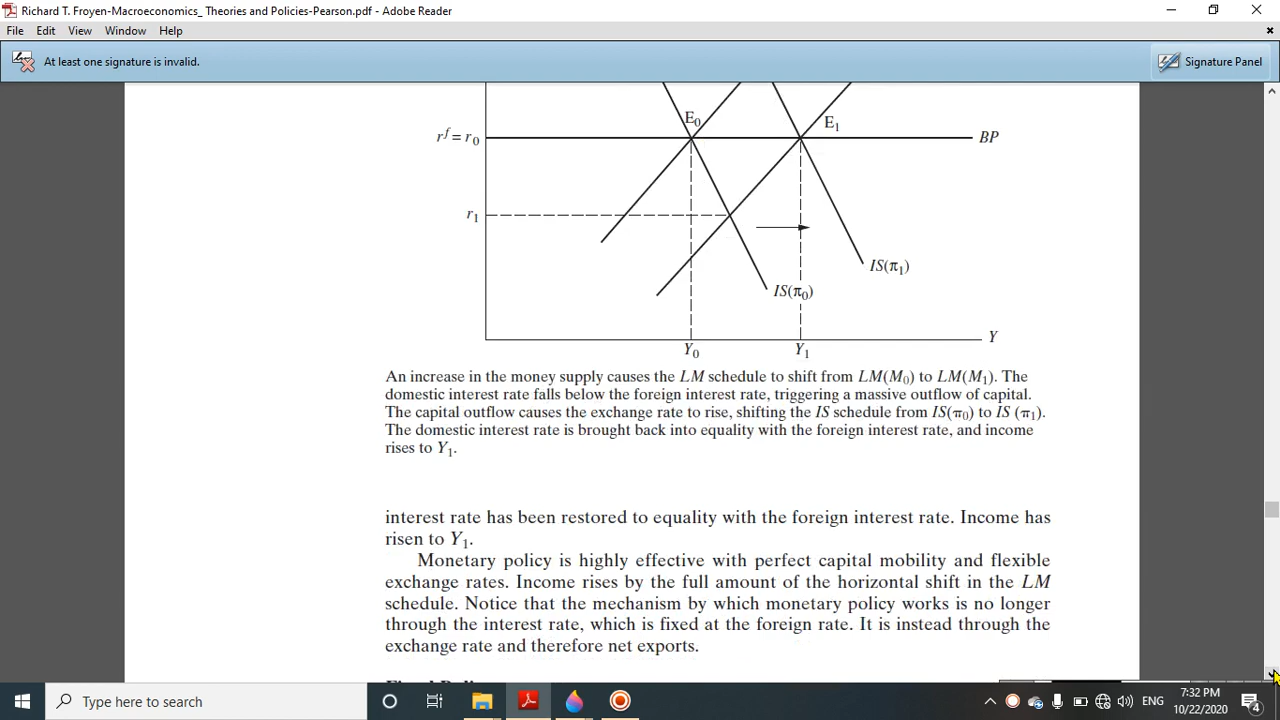 Richard T. Froyen-Macroeconomics_ Theories and Policies-Pearson.pdf - Adobe Reader
File Edit View Window Help
At least one signature is invalid.
Signature Panel
E0
E1
r^f = r0
BP
r1
IS(π1)
IS(π0)
Y
Y0
Y1
An increase in the money supply causes the LM schedule to shift from LM(M0) to LM(M1). The
domestic interest rate falls below the foreign interest rate, triggering a massive outflow of capital.
The capital outflow causes the exchange rate to rise, shifting the IS schedule from IS(π0) to IS (π1).
The domestic interest rate is brought back into equality with the foreign interest rate, and income
rises to Y1.
interest rate has been restored to equality with the foreign interest rate. Income has
risen to Y1.
Monetary policy is highly effective with perfect capital mobility and flexible
exchange rates. Income rises by the full amount of the horizontal shift in the LM
schedule. Notice that the mechanism by which monetary policy works is no longer
through the interest rate, which is fixed at the foreign rate. It is instead through the
exchange rate and therefore net exports.
Type here to search
ENG
7:32 PM
10/22/2020
4